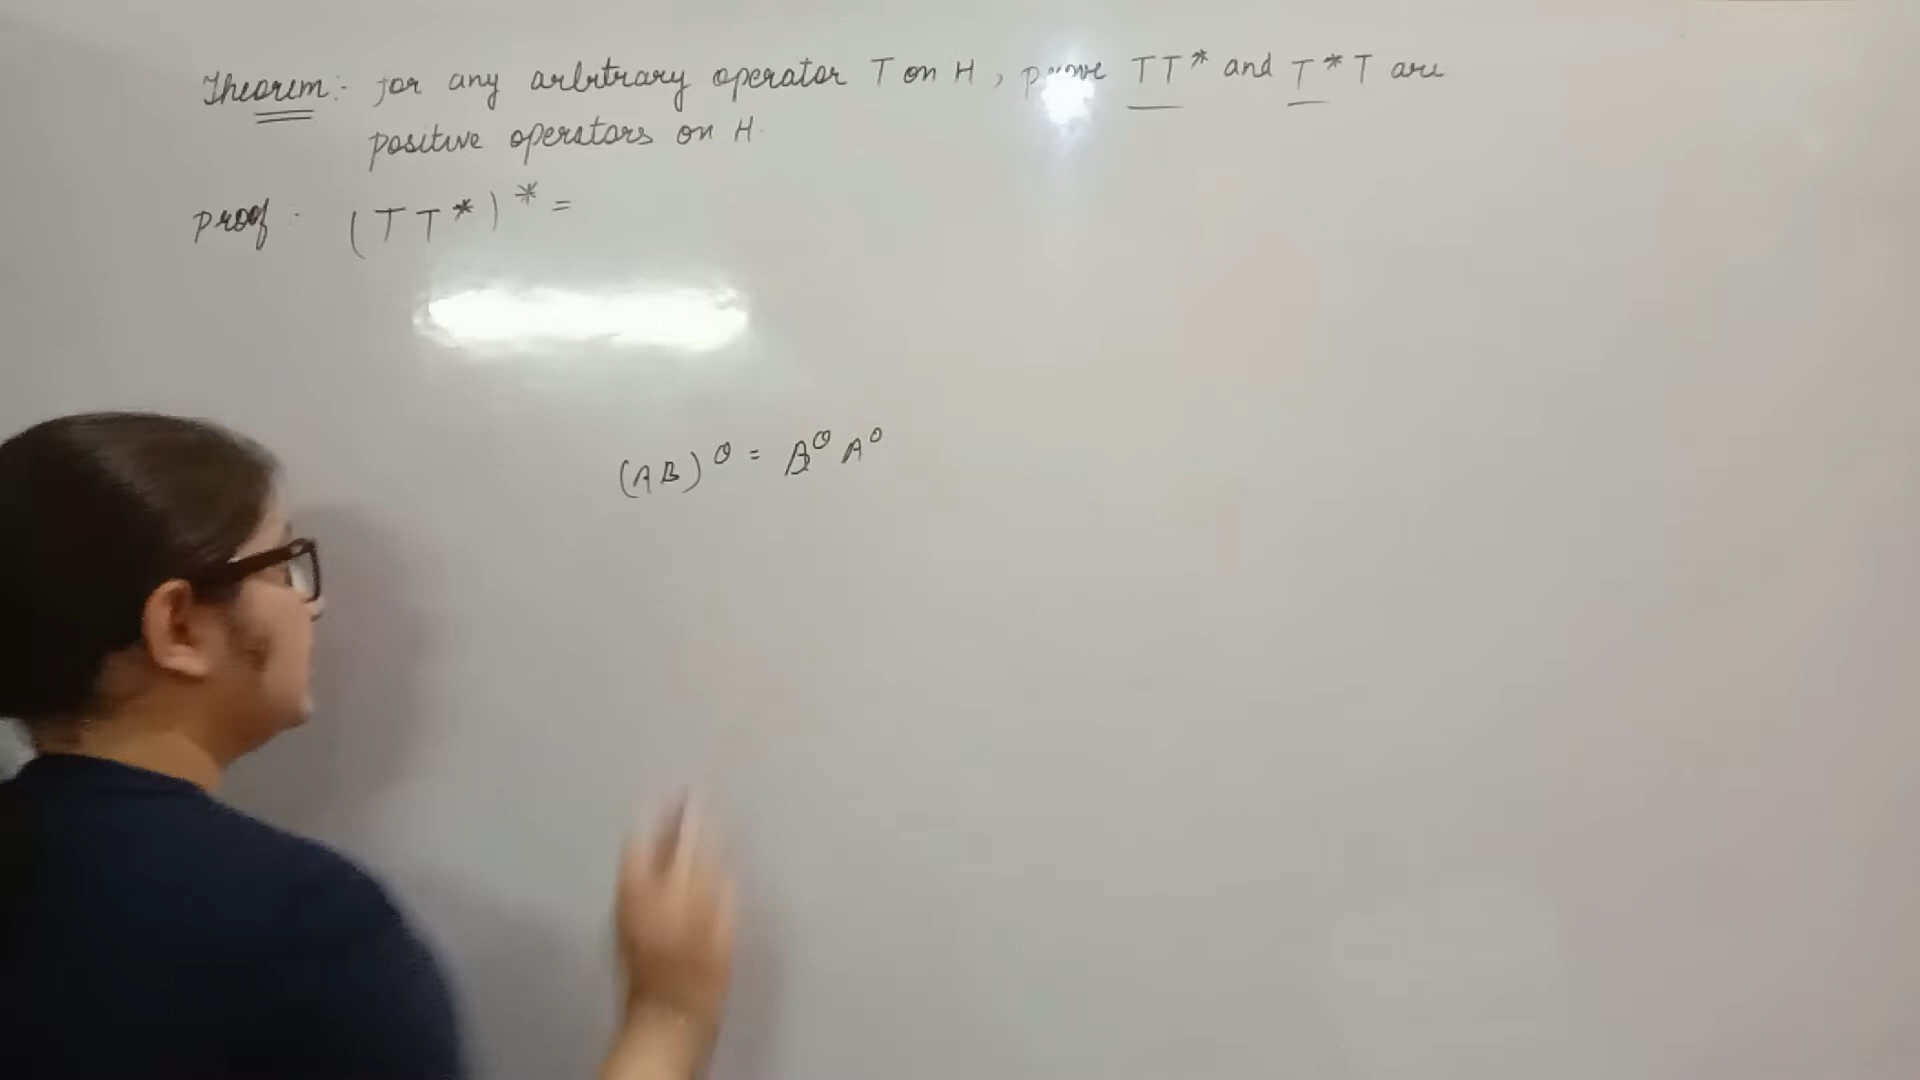 Theorem:- for any arbitrary operator T on H, prove TT* and T*T are
positive operators on H.
Proof:- (TT*)* =
(AB)^θ = B^θ A^θ